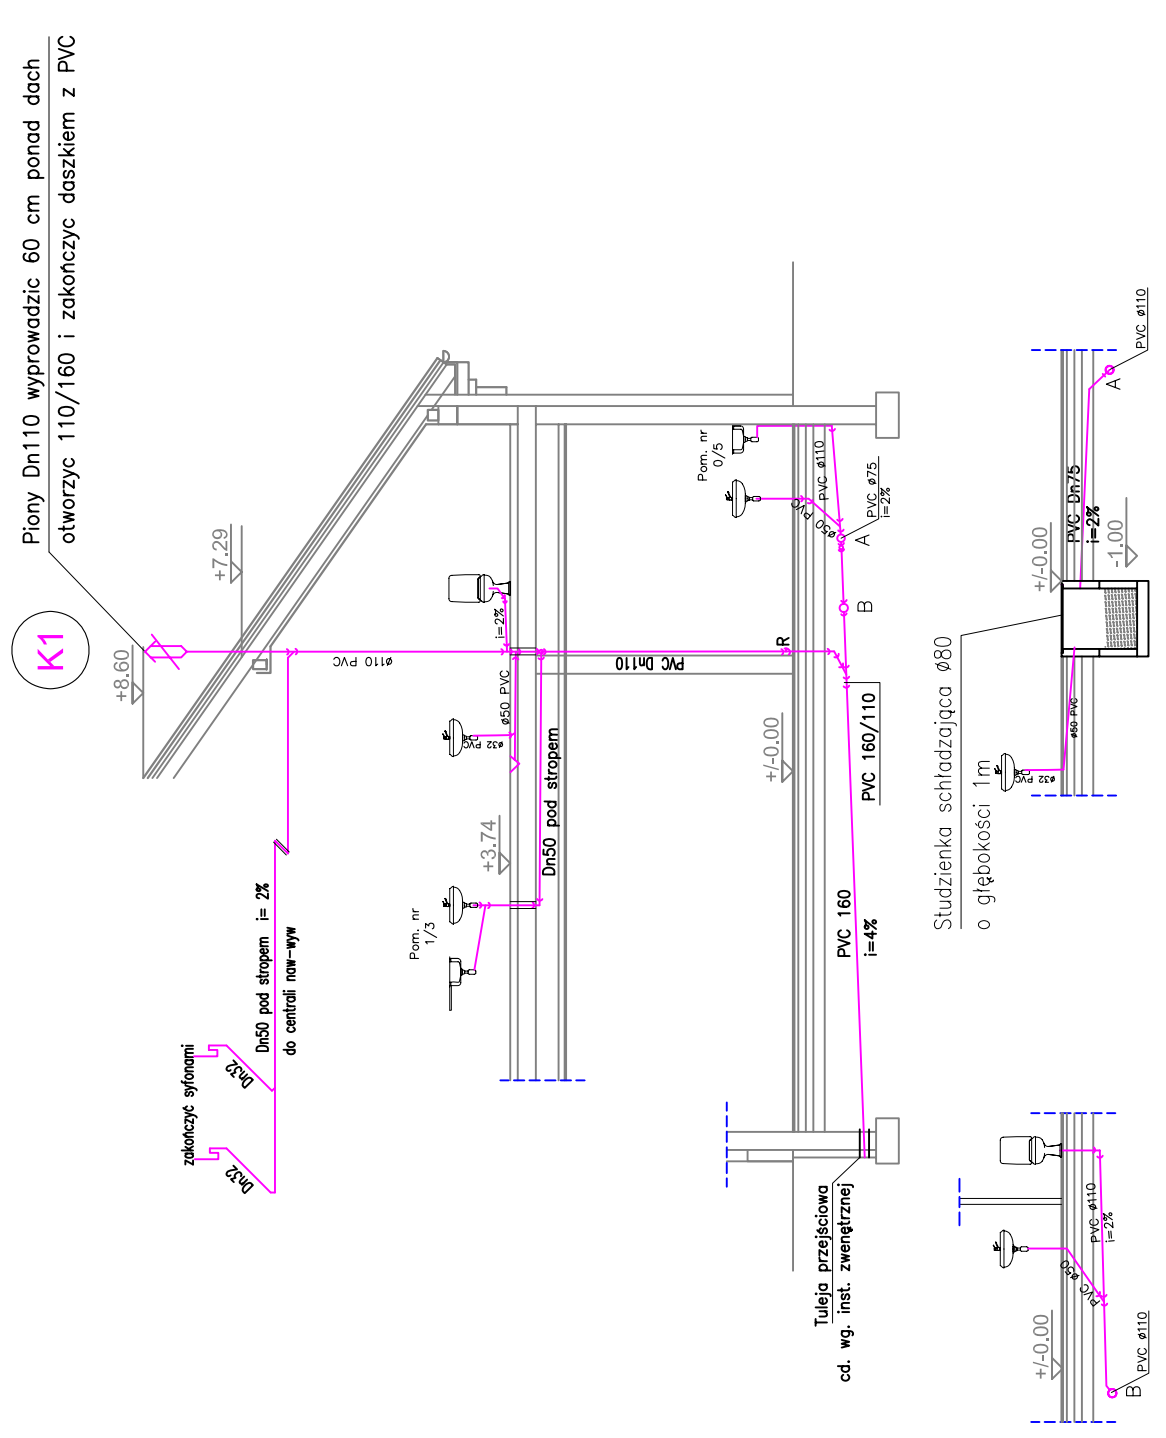 K1
Piony Dn110 wyprowadzic 60 cm ponad dach
otworzyc 110/160 i zakończyc daszkiem z PVC
+8.60
+7.29
ø110 PVC
zakończyć syfonami
Dn32
Dn32
Dn50 pod stropem i= 2%
do centrali naw-wyw
i=2%
ø50 PVC
ø32 PVC
Pom. nr
1/3
+3.74
Dn50 pod stropem
PVC Dn110
R
Pom. nr
0/5
PVC ø110
ø50 PVC
PVC ø75
i=2%
A
B
+/-0.00
PVC 160/110
PVC 160
i=4%
Tuleja przejściowa
cd. wg. inst. zwenętrznej
Studzienka schładzająca ø80
o głębokości 1m
+/-0.00
-1.00
PVC Dn75
i=2%
A
PVC ø110
ø50 PVC
ø32 PVC
PVC ø110
i=2%
PVC ø50
+/-0.00
B
PVC ø110